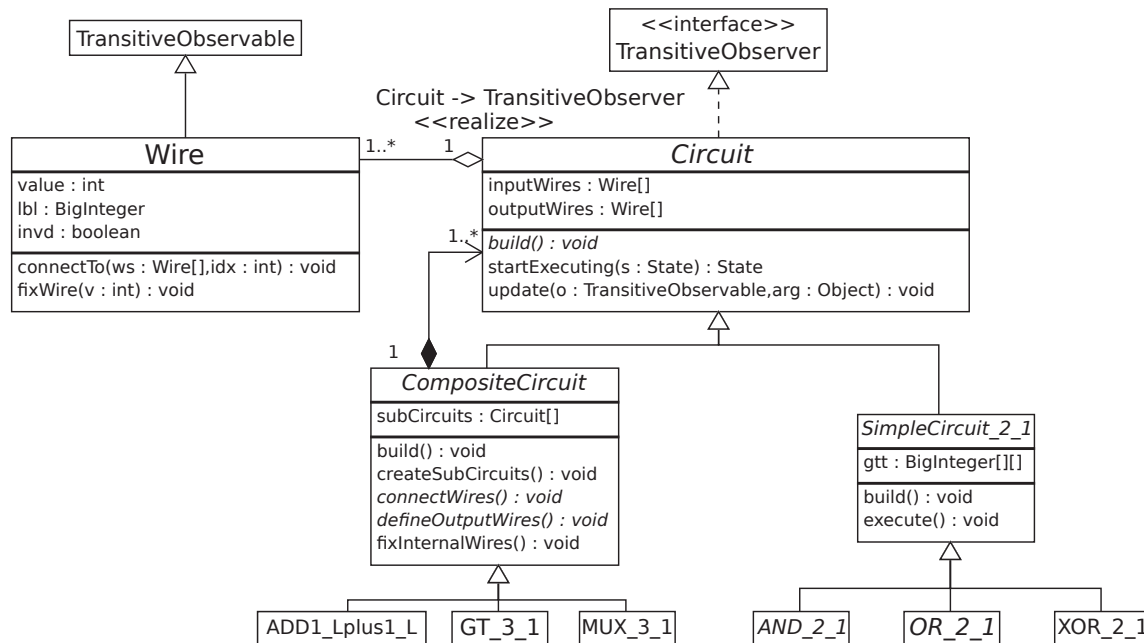 TransitiveObservable
<<interface>>
TransitiveObserver
Circuit -> TransitiveObserver
<<realize>>
Wire
value : int
lbl : BigInteger
invd : boolean
connectTo(ws : Wire[],idx : int) : void
fixWire(v : int) : void
1..*
1
Circuit
inputWires : Wire[]
outputWires : Wire[]
build() : void
startExecuting(s : State) : State
update(o : TransitiveObservable,arg : Object) : void
1..*
1
CompositeCircuit
subCircuits : Circuit[]
build() : void
createSubCircuits() : void
connectWires() : void
defineOutputWires() : void
fixInternalWires() : void
SimpleCircuit_2_1
gtt : BigInteger[][]
build() : void
execute() : void
ADD1_Lplus1_L
GT_3_1
MUX_3_1
AND_2_1
OR_2_1
XOR_2_1